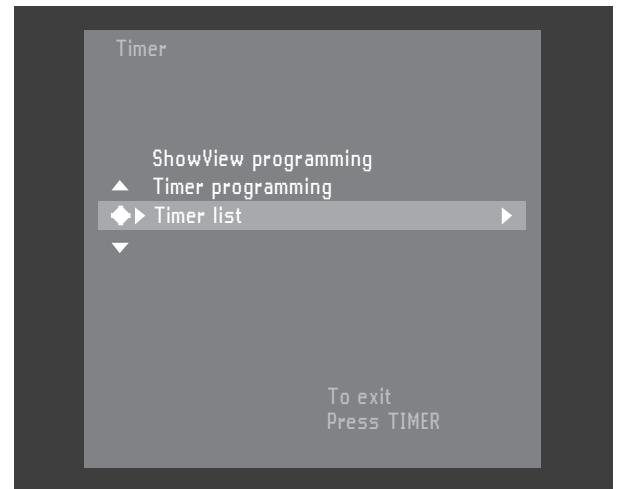 Timer
ShowView programming
Timer programming
Timer list
To exit
Press TIMER